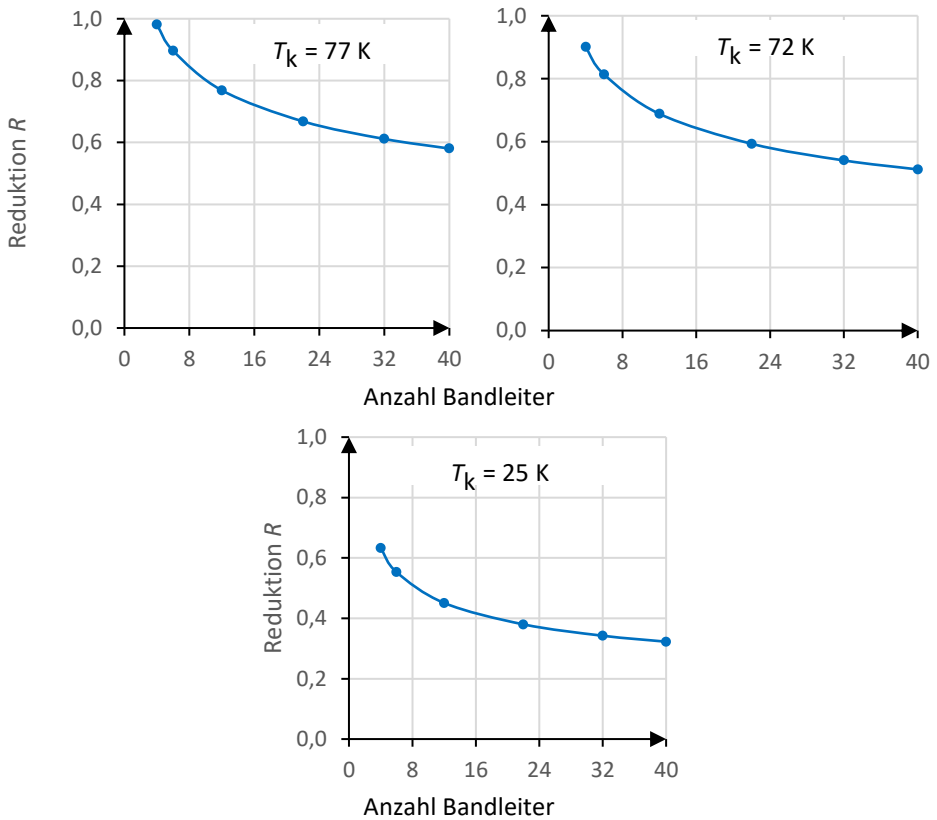 Reduktion R
1,0
0,8
0,6
0,4
0,2
0,0
T_k = 77 K
0 8 16 24 32 40
1,0
0,8
0,6
0,4
0,2
0,0
T_k = 72 K
0 8 16 24 32 40
Anzahl Bandleiter
Reduktion R
1,0
0,8
0,6
0,4
0,2
0,0
T_k = 25 K
0 8 16 24 32 40
Anzahl Bandleiter